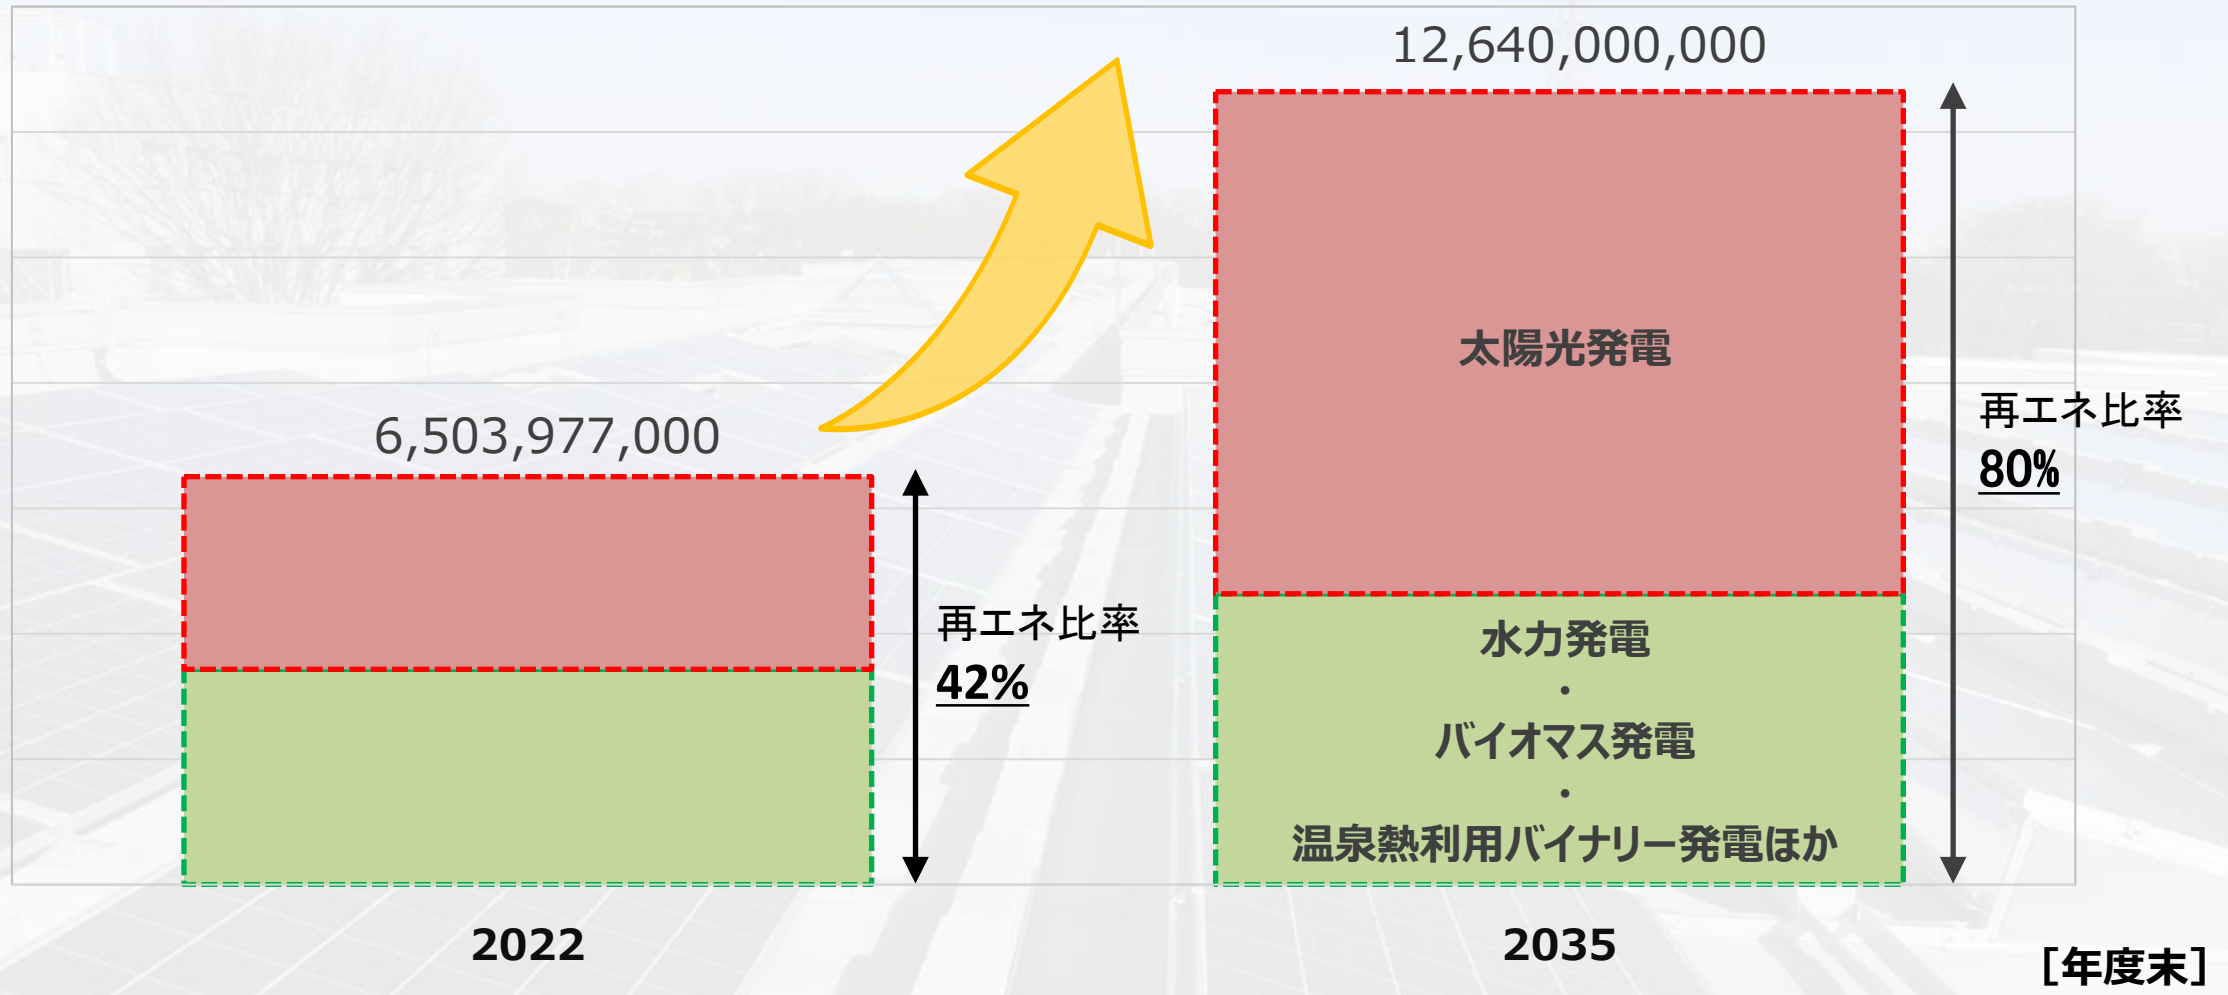 12,640,000,000
太陽光発電
再エネ比率
80%
6,503,977,000
再エネ比率
42%
水力発電
・
バイオマス発電
・
温泉熱利用バイナリー発電ほか
2022
2035
［年度末］